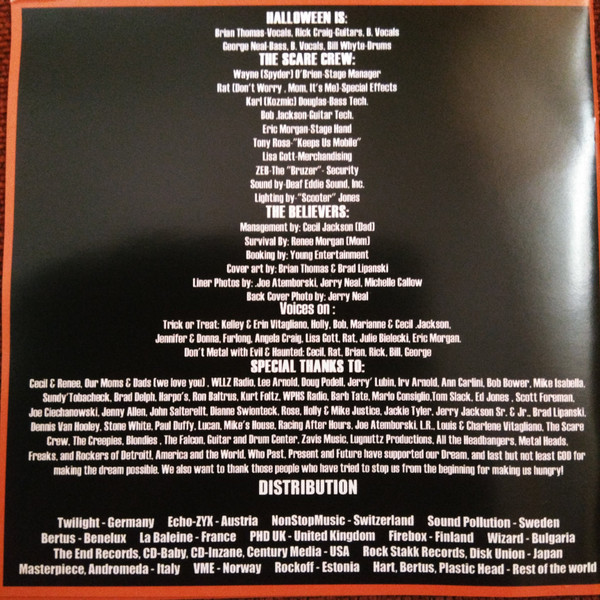 HALLOWEEN IS:
Brian Thomas-Vocals, Rick Craig-Guitars, B. Vocals
George Neal-Bass, B. Vocals, Bill Whyte-Drums
THE SCARE CREW:
Wayne (Spyder) O'Brien-Stage Manager
Rat (Don't Worry , Mom, It's Me)-Special Effects
Karl (Kozmic) Douglas-Bass Tech.
Bob Jackson-Guitar Tech.
Eric Morgan-Stage Hand
Tony Rosa-"Keeps Us Mobile"
Lisa Gott-Merchandising
ZEB-The "Bruzer"- Security
Sound by-Deaf Eddie Sound, Inc.
Lighting by-"Scooter" Jones
THE BELIEVERS:
Management by: Cecil Jackson (Dad)
Survival By: Renee Morgan (Mom)
Booking by: Young Entertainment
Cover art by: Brian Thomas & Brad Lipanski
Liner Photos by: Joe Atemborski, Jerry Neal, Michelle Callow
Back Cover Photo by: Jerry Neal
Voices on :
Trick or Treat: Kelley & Erin Vitagliano, Holly, Bob, Marianne & Cecil Jackson,
Jennifer & Donna, Furlong, Angela Craig, Lisa Gott, Rat, Julie Bielecki, Eric Morgan,
Don't Metal with Evil & Haunted: Cecil, Rat, Brian, Rick, Bill, George
SPECIAL THANKS TO:
Cecil & Renee, Our Moms & Dads (we love you) , WLLZ Radio, Lee Arnold, Doug Podell, Jerry' Lubin, Irv Arnold, Ann Carlini, Bob Bower, Mike Isabella,
Sundy'Tobacheck, Brad Delph, Harpo's, Ron Baltrus, Kurt Foltz, WPHS Radio, Barb Tate, Marlo Consiglio,Tom Slack, Ed Jones , Scott Foreman,
Joe Ciechanowski, Jenny Allen, John Salterellt, Dianne Swionteck, Rose, Holly & Mike Justice, Jackie Tyler, Jerry Jackson Sr. & Jr., Brad Lipanski,
Dennis Van Hooley, Stone White, Paul Duffy, Lucan, Mike's House, Racing After Hours, Joe Atemborski, L.R., Louis & Charlene Vitagliano, The Scare
Crew, The Creepies, Blondies , The Falcon, Guitar and Drum Center, Zavis Music, Lugnuttz Productions, All the Headbangers, Metal Heads,
Freaks, and Rockers of Detroit!, America and the World, Who Past, Present and Future have supported our Dream, and last but not least GOD for
making the dream possible. We also want to thank those people who have tried to stop us from the beginning for making us hungry!
DISTRIBUTION
Twilight - Germany Echo-ZYX - Austria NonStopMusic - Switzerland Sound Pollution - Sweden
Bertus - Benelux La Baleine - France PHD UK - United Kingdom Firebox - Finland Wizard - Bulgaria
The End Records, CD-Baby, CD-Inzane, Century Media - USA Rock Stakk Records, Disk Union - Japan
Masterpiece, Andromeda - Italy VME - Norway Rockoff - Estonia Hart, Bertus, Plastic Head - Rest of the world